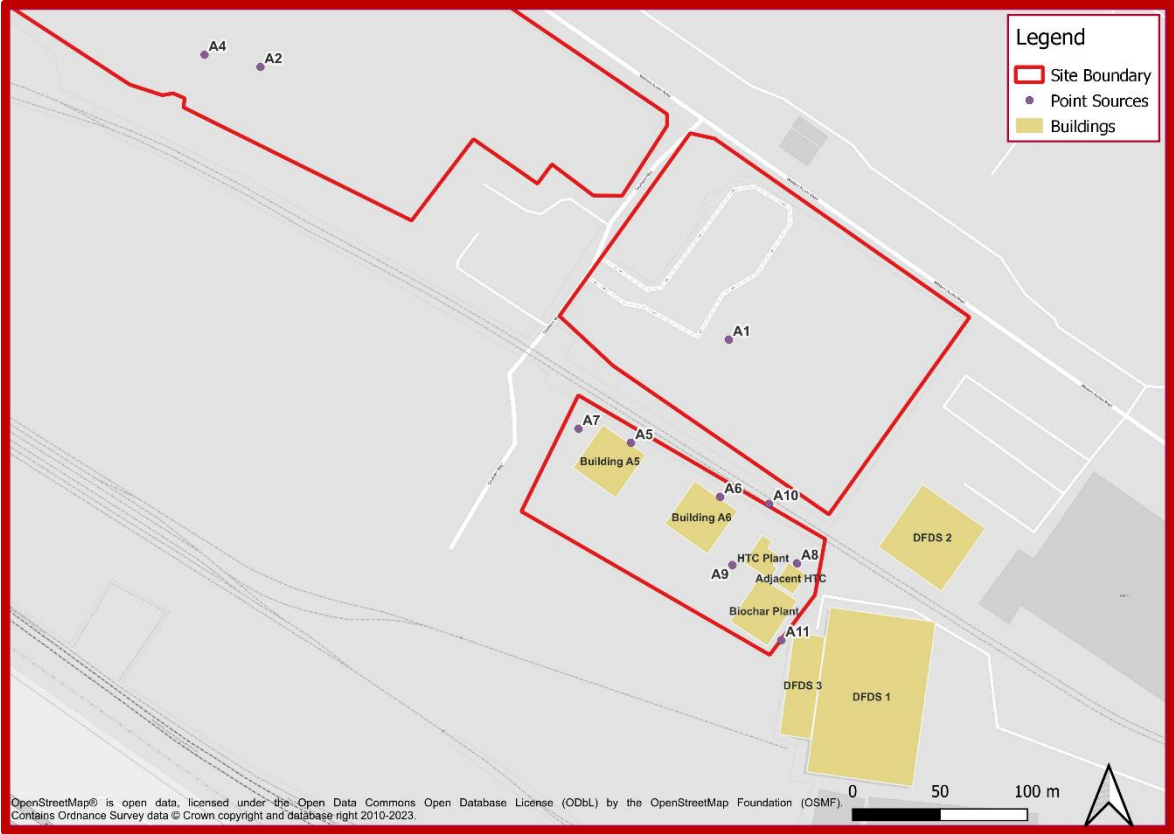 A4
A2
Legend
Site Boundary
Point Sources
Buildings
A1
A7
A5
Building A5
A6
A10
Building A6
DFDS 2
HTC Plant
A8
A9
Adjacent HTC
Biochar Plant
A11
DFDS 3
DFDS 1
0 50 100 m
OpenStreetMap® is open data, licensed under the Open Data Commons Open Database License (ODbL) by the OpenStreetMap Foundation (OSMF).
Contains Ordnance Survey data © Crown copyright and database right 2010-2023.